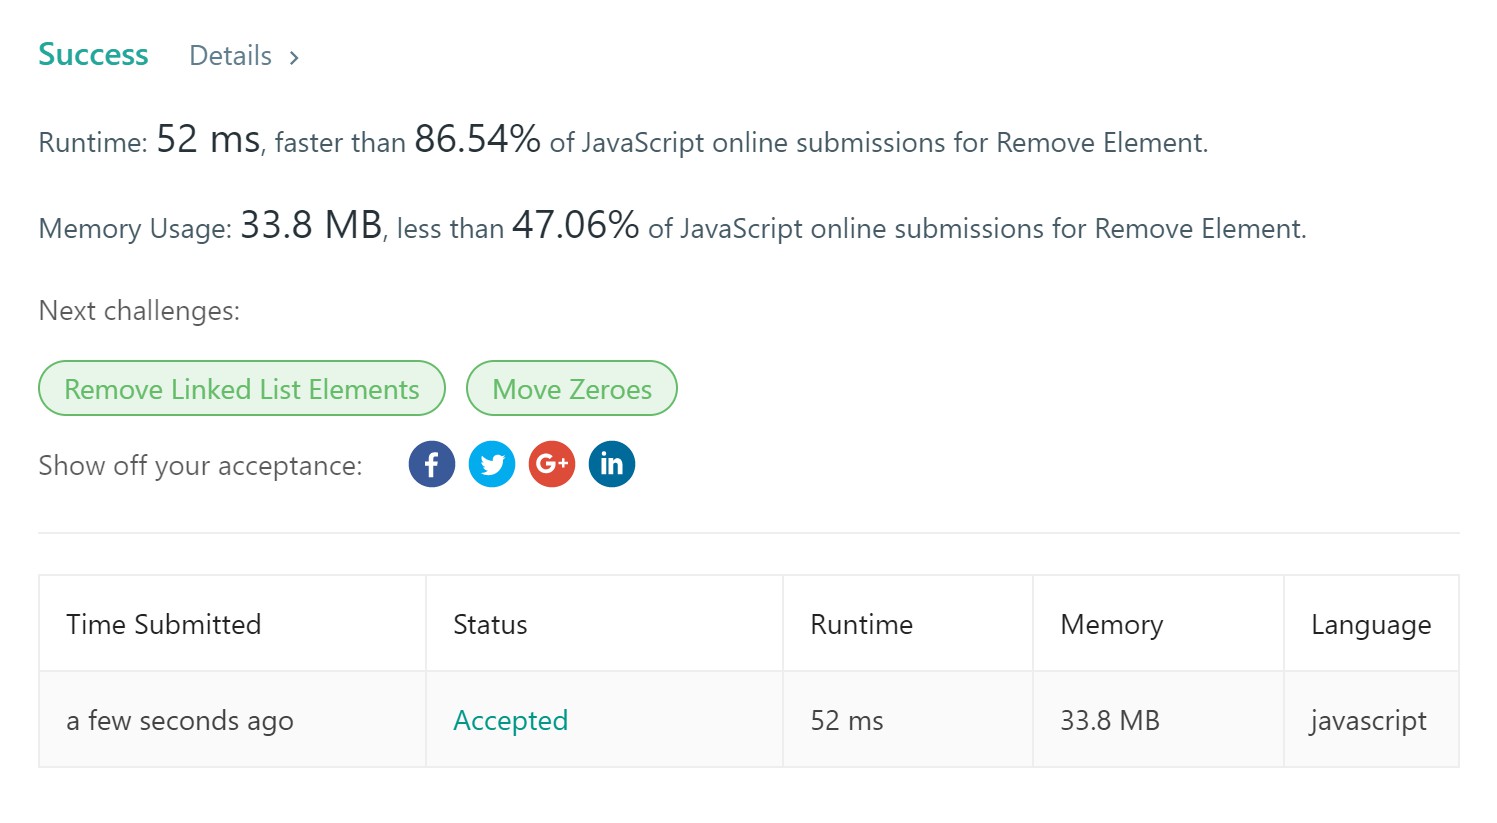 Success Details >
Runtime: 52 ms, faster than 86.54% of JavaScript online submissions for Remove Element.
Memory Usage: 33.8 MB, less than 47.06% of JavaScript online submissions for Remove Element.
Next challenges:
Remove Linked List Elements Move Zeroes
Show off your acceptance: f G+ in
Time Submitted Status Runtime Memory Language
a few seconds ago Accepted 52 ms 33.8 MB javascript